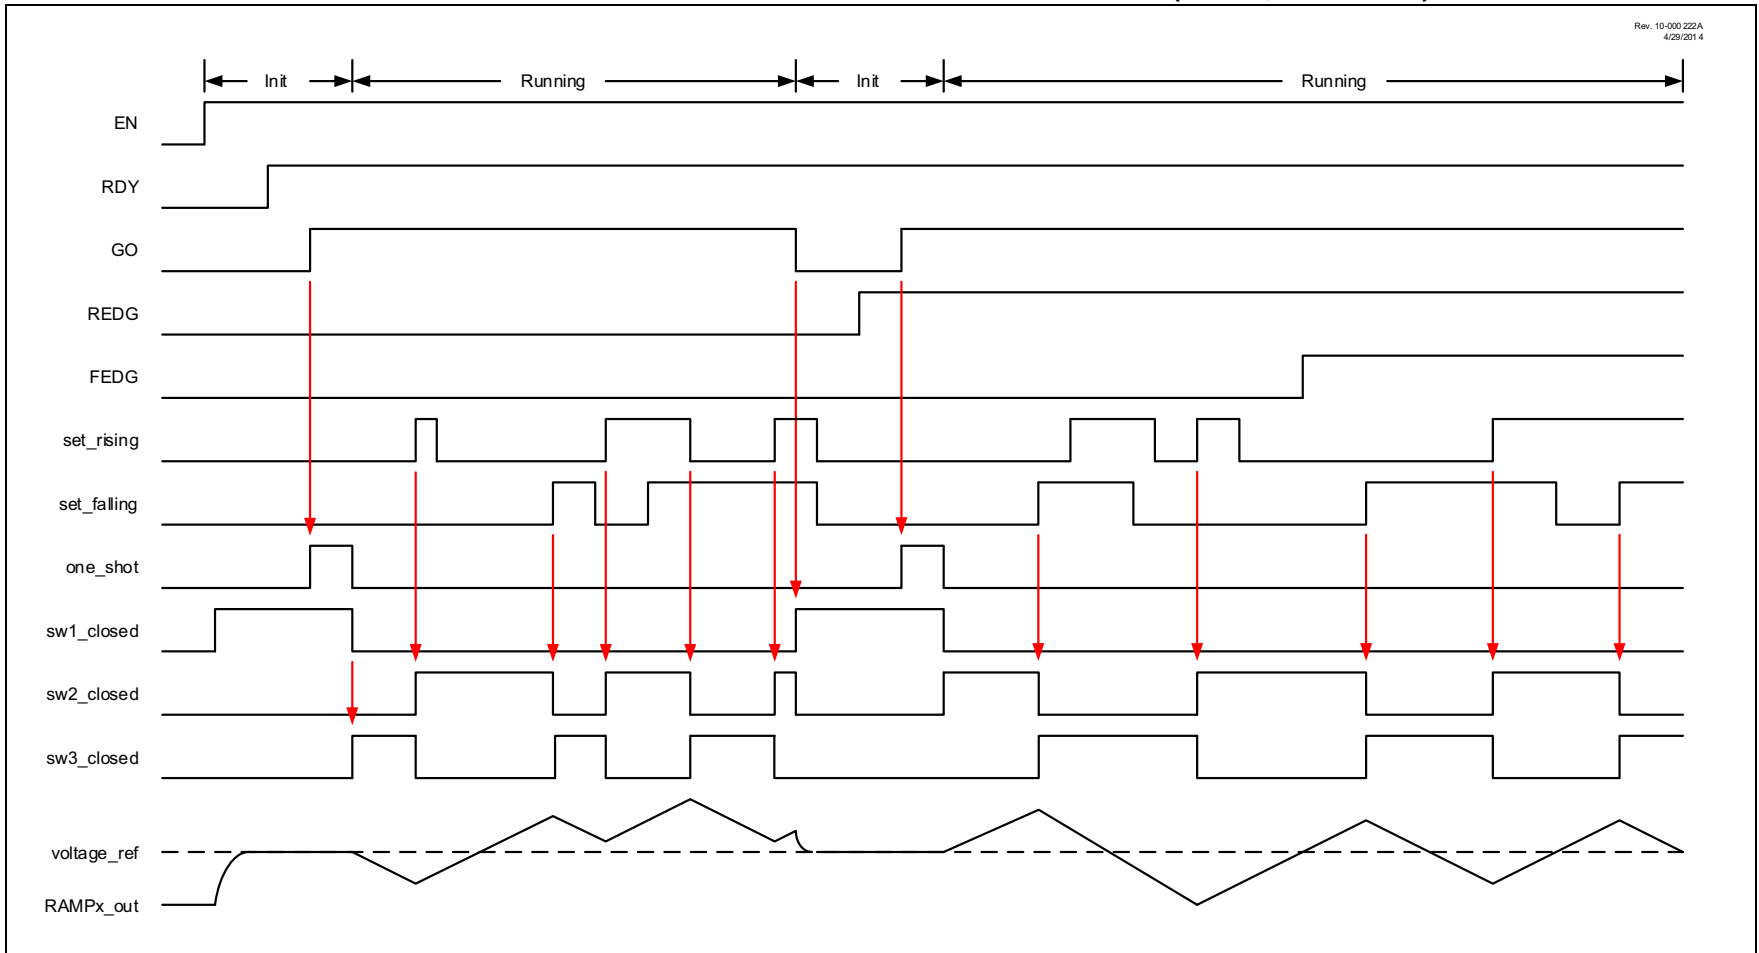 Rev. 10-000 222A
4/29/2014
Init Running Init Running
EN
RDY
GO
REDG
FEDG
set_rising
set_falling
one_shot
sw1_closed
sw2_closed
sw3_closed
voltage_ref
RAMPx_out